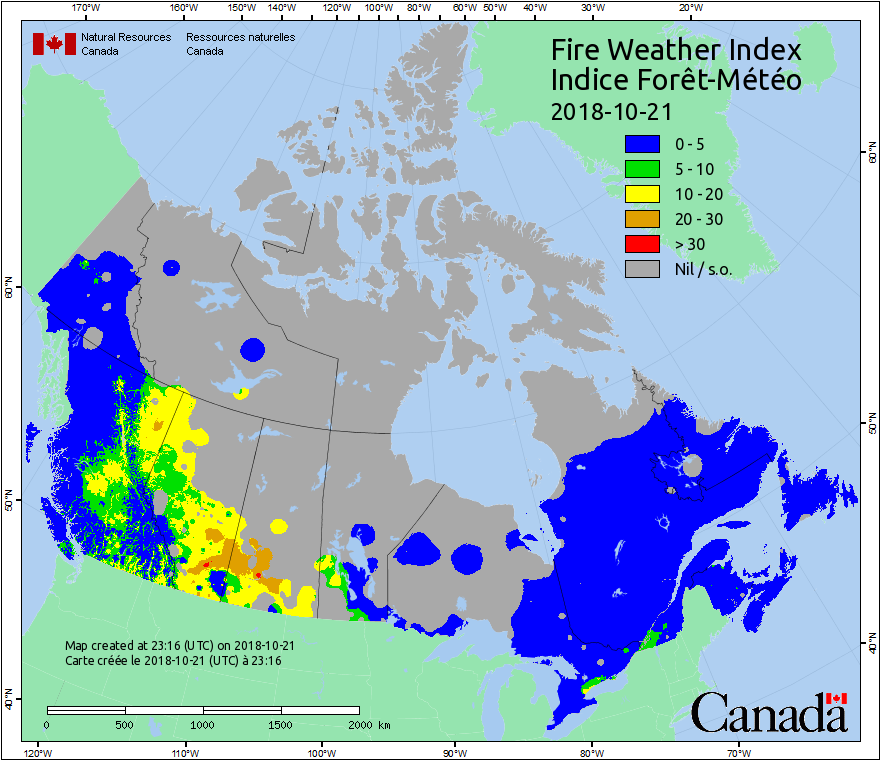 170°W 160°W 150°W 140°W 130°W 120°W 110°W 100°W 90°W 80°W 70°W 60°W 50°W 40°W 30°W 20°W
Natural Resources Ressources naturelles
Canada Canada
Fire Weather Index
Indice Forêt-Météo
2018-10-21
0 - 5
5 - 10
10 - 20
20 - 30
> 30
Nil / s.o.
60°N
50°N
40°N
60°N
50°N
40°N
Map created at 23:16 (UTC) on 2018-10-21
Carte créée le 2018-10-21 (UTC) à 23:16
0 500 1000 1500 2000 km
Canada
120°W 110°W 100°W 90°W 80°W 70°W